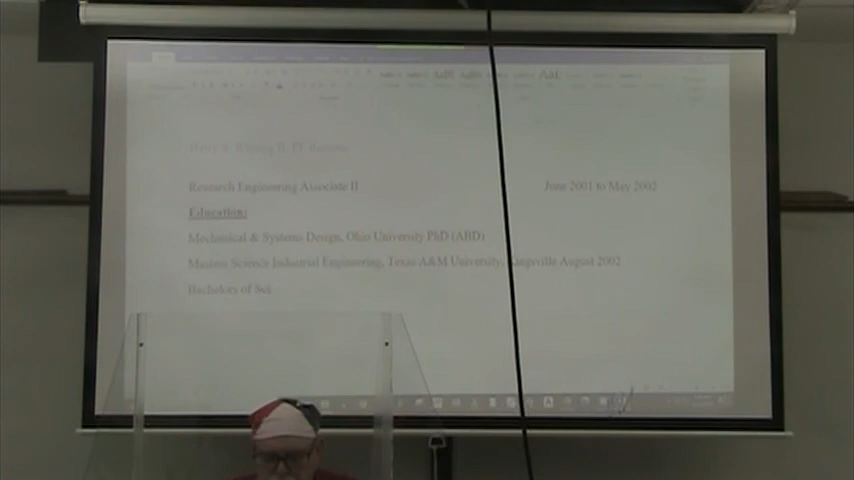 Research Engineering Associate II June 2001 to May 2002
Education:
Mechanical & Systems Design, Ohio University PhD (ABD)
Masters Science Industrial Engineering, Texas A&M University, Kingsville August 2002
Bachelors of Sci